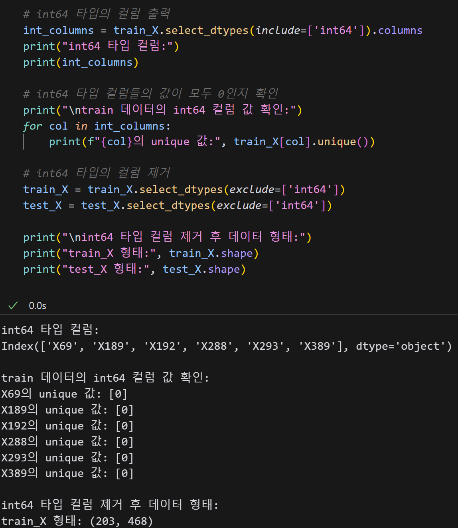 # int64 타입의 컬럼 출력
int_columns = train_X.select_dtypes(include=['int64']).columns
print("int64 타입 컬럼:")
print(int_columns)
# int64 타입 컬럼들의 값이 모두 0인지 확인
print("\ntrain 데이터의 int64 컬럼 값 확인:")
for col in int_columns:
    print(f"{col}의 unique 값:", train_X[col].unique())
# int64 타입의 컬럼 제거
train_X = train_X.select_dtypes(exclude=['int64'])
test_X = test_X.select_dtypes(exclude=['int64'])
print("\nint64 타입 컬럼 제거 후 데이터 형태:")
print("train_X 형태:", train_X.shape)
print("test_X 형태:", test_X.shape)
0.0s
int64 타입 컬럼:
Index(['X69', 'X189', 'X192', 'X288', 'X293', 'X389'], dtype='object')
train 데이터의 int64 컬럼 값 확인:
X69의 unique 값: [0]
X189의 unique 값: [0]
X192의 unique 값: [0]
X288의 unique 값: [0]
X293의 unique 값: [0]
X389의 unique 값: [0]
int64 타입 컬럼 제거 후 데이터 형태:
train_X 형태: (203, 468)